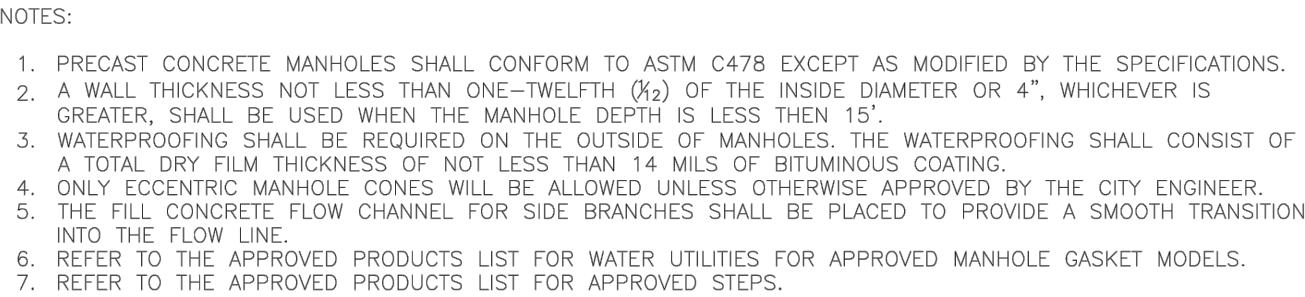 NOTES:
1. PRECAST CONCRETE MANHOLES SHALL CONFORM TO ASTM C478 EXCEPT AS MODIFIED BY THE SPECIFICATIONS.
2. A WALL THICKNESS NOT LESS THAN ONE-TWELFTH (1/12) OF THE INSIDE DIAMETER OR 4", WHICHEVER IS
GREATER, SHALL BE USED WHEN THE MANHOLE DEPTH IS LESS THEN 15'.
3. WATERPROOFING SHALL BE REQUIRED ON THE OUTSIDE OF MANHOLES. THE WATERPROOFING SHALL CONSIST OF
A TOTAL DRY FILM THICKNESS OF NOT LESS THAN 14 MILS OF BITUMINOUS COATING.
4. ONLY ECCENTRIC MANHOLE CONES WILL BE ALLOWED UNLESS OTHERWISE APPROVED BY THE CITY ENGINEER.
5. THE FILL CONCRETE FLOW CHANNEL FOR SIDE BRANCHES SHALL BE PLACED TO PROVIDE A SMOOTH TRANSITION
INTO THE FLOW LINE.
6. REFER TO THE APPROVED PRODUCTS LIST FOR WATER UTILITIES FOR APPROVED MANHOLE GASKET MODELS.
7. REFER TO THE APPROVED PRODUCTS LIST FOR APPROVED STEPS.